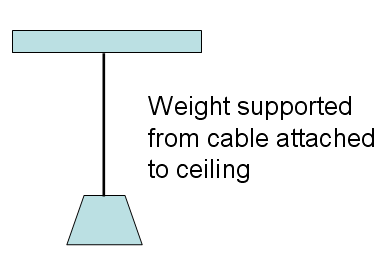 Weight supported
from cable attached
to ceiling